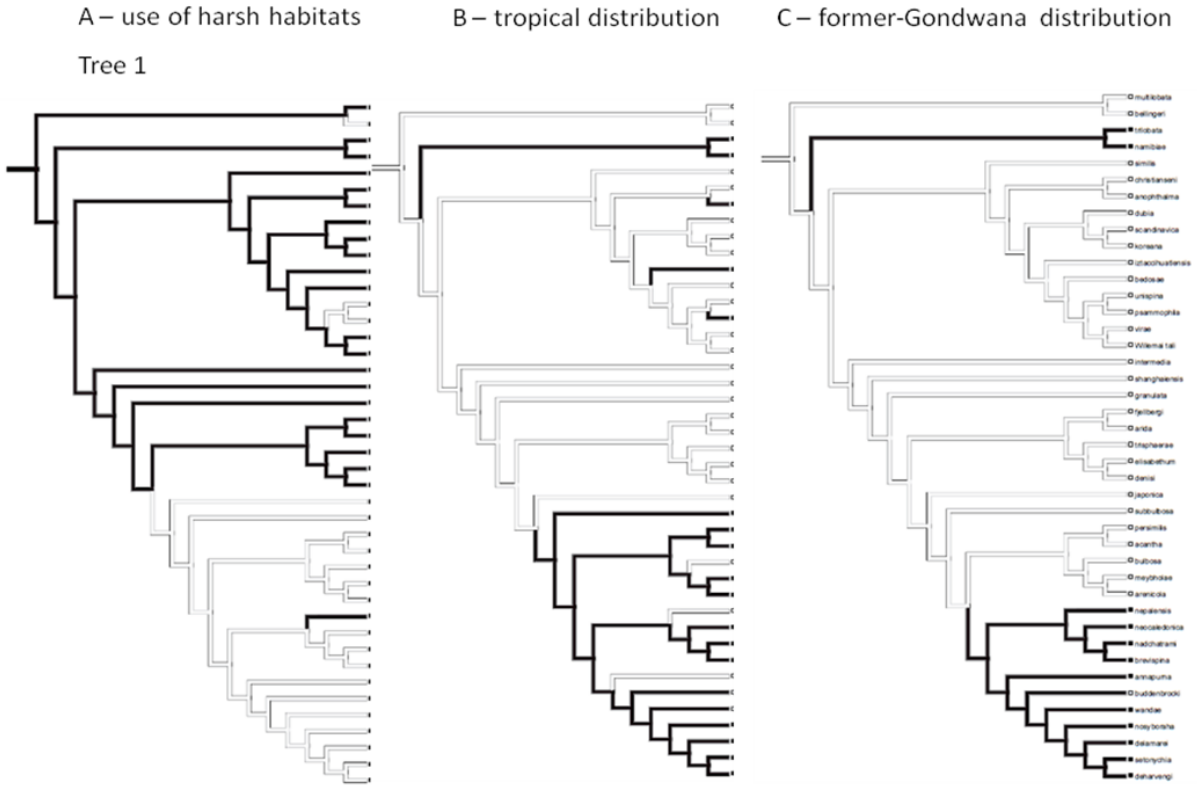 A – use of harsh habitats
B – tropical distribution
C – former-Gondwana distribution
Tree 1
multilobata
bellingeri
trilobata
namibiae
similis
christianseni
anophthalma
dubia
scandinavica
koreana
iztaccihuatlensis
bedosae
unispina
psammophila
virae
Willemia tali
intermedia
shanghaiensis
granulata
fjellbergi
arida
trisphaerae
elisabethum
denisi
japonica
subbulbosa
persimilis
acantha
bulbosa
meybholae
arenicola
nepalensis
neocaledonica
nadchatrami
brevispina
annapurna
buddenbrocki
wandae
nosyboraha
delamarei
setonychia
deharvengi